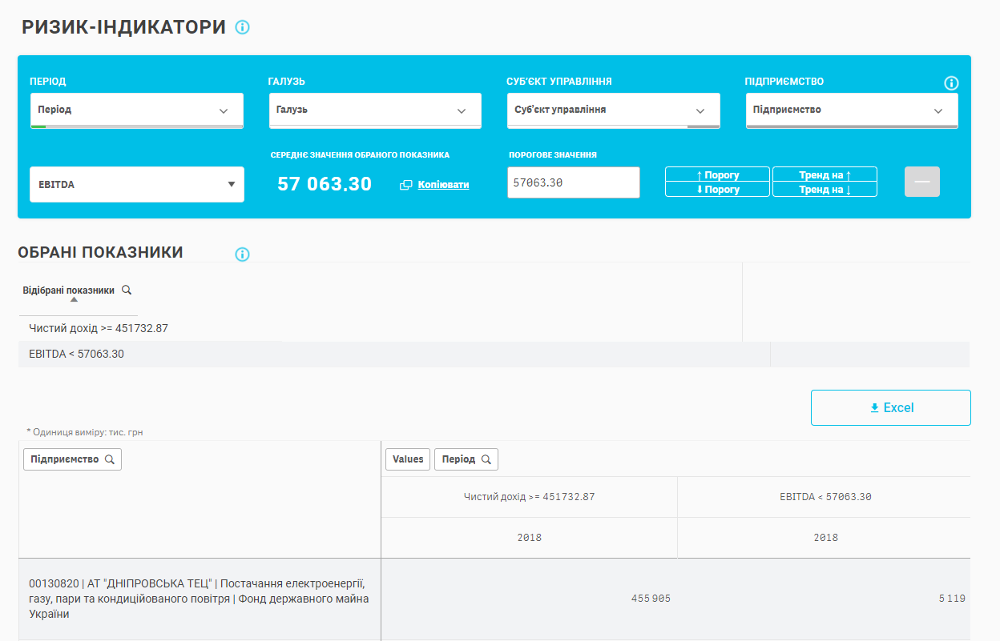 РИЗИК-ІНДИКАТОРИ
ПЕРІОД
ГАЛУЗЬ
СУБ'ЄКТ УПРАВЛІННЯ
ПІДПРИЄМСТВО
Період
Галузь
Суб'єкт управління
Підприємство
СЕРЕДНЄ ЗНАЧЕННЯ ОБРАНОГО ПОКАЗНИКА
ПОРОГОВЕ ЗНАЧЕННЯ
EBITDA
57 063.30
Копіювати
57063.30
↑ Порогу
Тренд на ↑
⬇ Порогу
Тренд на ↓
ОБРАНІ ПОКАЗНИКИ
Відібрані показники
Чистий дохід >= 451732.87
EBITDA < 57063.30
Excel
* Одиниця виміру: тис. грн
Підприємство
Values
Період
Чистий дохід >= 451732.87
EBITDA < 57063.30
2018
2018
00130820 | АТ "ДНІПРОВСЬКА ТЕЦ" | Постачання електроенергії,
газу, пари та кондиційованого повітря | Фонд державного майна
України
455 905
5 119